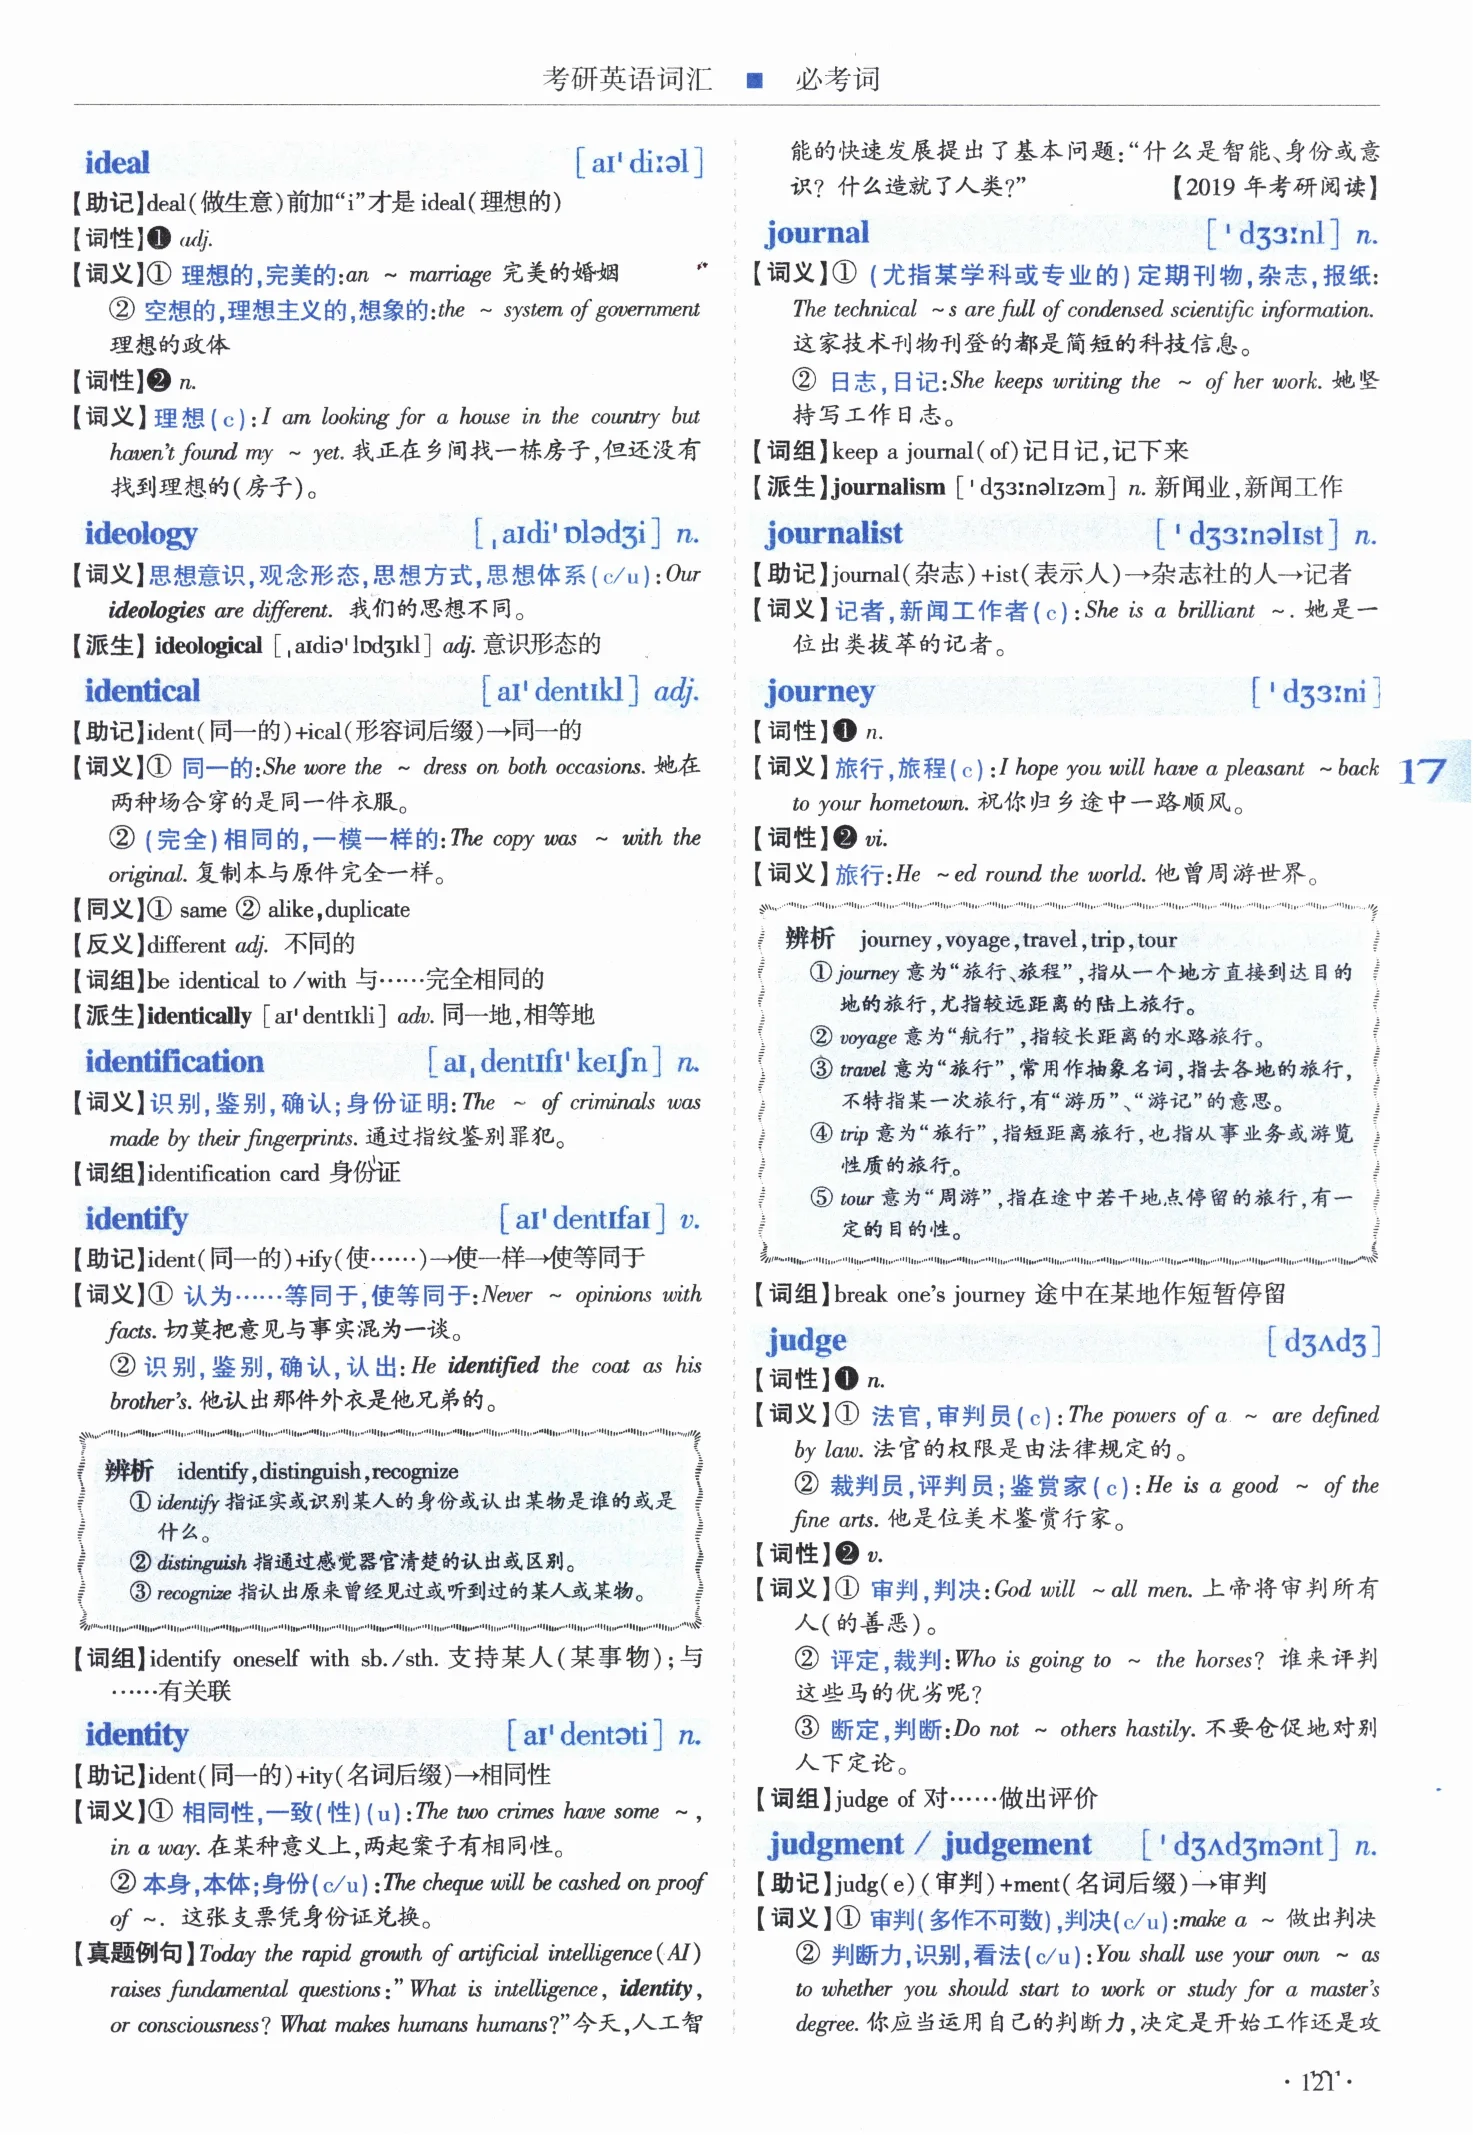 考研英语词汇 ■ 必考词
ideal [aɪˈdiːəl]
【助记】deal(做生意)前加“i”才是 ideal(理想的)
【词性】❶ adj.
【词义】① 理想的,完美的:an ~ marriage 完美的婚姻
② 空想的,理想主义的,想象的:the ~ system of government
理想的政体
【词性】❷ n.
【词义】理想(c):I am looking for a house in the country but
haven't found my ~ yet. 我正在乡间找一栋房子,但还没有
找到理想的(房子)。
ideology [ˌaɪdiˈɒlədʒi] n.
【词义】思想意识,观念形态,思想方式,思想体系(c/u):Our
ideologies are different. 我们的思想不同。
【派生】ideological [ˌaɪdiəˈlɒdʒɪkl] adj. 意识形态的
identical [aɪˈdentɪkl] adj.
【助记】ident(同一的)+ical(形容词后缀)→同一的
【词义】① 同一的:She wore the ~ dress on both occasions. 她在
两种场合穿的是同一件衣服。
② (完全)相同的,一模一样的:The copy was ~ with the
original. 复制本与原件完全一样。
【同义】① same ② alike,duplicate
【反义】different adj. 不同的
【词组】be identical to /with 与……完全相同的
【派生】identically [aɪˈdentɪkli] adv. 同一地,相等地
identification [aɪˌdentɪfɪˈkeɪʃn] n.
【词义】识别,鉴别,确认;身份证明:The ~ of criminals was
made by their fingerprints. 通过指纹鉴别罪犯。
【词组】identification card 身份证
identify [aɪˈdentɪfaɪ] v.
【助记】ident(同一的)+ify(使……)→使一样→使等同于
【词义】① 认为……等同于,使等同于:Never ~ opinions with
facts. 切莫把意见与事实混为一谈。
② 识别,鉴别,确认,认出:He identified the coat as his
brother's. 他认出那件外衣是他兄弟的。
辨析 identify,distinguish,recognize
① identify 指证实或识别某人的身份或认出某物是谁的或是
什么。
② distinguish 指通过感觉器官清楚的认出或区别。
③ recognize 指认出原来曾经见过或听到过的某人或某物。
【词组】identify oneself with sb./sth. 支持某人(某事物);与
……有关联
identity [aɪˈdentəti] n.
【助记】ident(同一的)+ity(名词后缀)→相同性
【词义】① 相同性,一致(性)(u):The two crimes have some ~ ,
in a way. 在某种意义上,两起案子有相同性。
② 本身,本体;身份(c/u):The cheque will be cashed on proof
of ~. 这张支票凭身份证兑换。
【真题例句】Today the rapid growth of artificial intelligence(AI)
raises fundamental questions:”What is intelligence, identity,
or consciousness? What makes humans humans?”今天,人工智
能的快速发展提出了基本问题:“什么是智能、身份或意
识? 什么造就了人类?” 【2019 年考研阅读】
journal [ˈdʒɜːnl] n.
【词义】① (尤指某学科或专业的)定期刊物,杂志,报纸:
The technical ~s are full of condensed scientific information.
这家技术刊物刊登的都是简短的科技信息。
② 日志,日记:She keeps writing the ~ of her work. 她坚
持写工作日志。
【词组】keep a journal(of)记日记,记下来
【派生】journalism [ˈdʒɜːnəlɪzəm] n. 新闻业,新闻工作
journalist [ˈdʒɜːnəlɪst] n.
【助记】journal(杂志)+ist(表示人)→杂志社的人→记者
【词义】记者,新闻工作者(c):She is a brilliant ~. 她是一
位出类拔萃的记者。
journey [ˈdʒɜːni]
【词性】❶ n.
【词义】旅行,旅程(c):I hope you will have a pleasant ~back
to your hometown. 祝你归乡途中一路顺风。
17
【词性】❷ vi.
【词义】旅行:He ~ed round the world. 他曾周游世界。
辨析 journey,voyage,travel,trip,tour
① journey 意为“旅行、旅程”,指从一个地方直接到达目的
地的旅行,尤指较远距离的陆上旅行。
② voyage 意为“航行”,指较长距离的水路旅行。
③ travel 意为“旅行”,常用作抽象名词,指去各地的旅行,
不特指某一次旅行,有“游历”、“游记”的意思。
④ trip 意为“旅行”,指短距离旅行,也指从事业务或游览
性质的旅行。
⑤ tour 意为“周游”,指在途中若干地点停留的旅行,有一
定的目的性。
【词组】break one's journey 途中在某地作短暂停留
judge [dʒʌdʒ]
【词性】❶ n.
【词义】① 法官,审判员(c):The powers of a ~ are defined
by law. 法官的权限是由法律规定的。
② 裁判员,评判员;鉴赏家(c):He is a good ~ of the
fine arts. 他是位美术鉴赏行家。
【词性】❷ v.
【词义】① 审判,判决:God will ~all men. 上帝将审判所有
人(的善恶)。
② 评定,裁判:Who is going to ~ the horses? 谁来评判
这些马的优劣呢?
③ 断定,判断:Do not ~ others hastily. 不要仓促地对别
人下定论。
【词组】judge of 对……做出评价
judgment / judgement [ˈdʒʌdʒmənt] n.
【助记】judg(e)(审判)+ment(名词后缀)→审判
【词义】① 审判(多作不可数),判决(c/u):make a ~ 做出判决
② 判断力,识别,看法(c/u):You shall use your own ~ as
to whether you should start to work or study for a master's
degree. 你应当运用自己的判断力,决定是开始工作还是攻
·121·